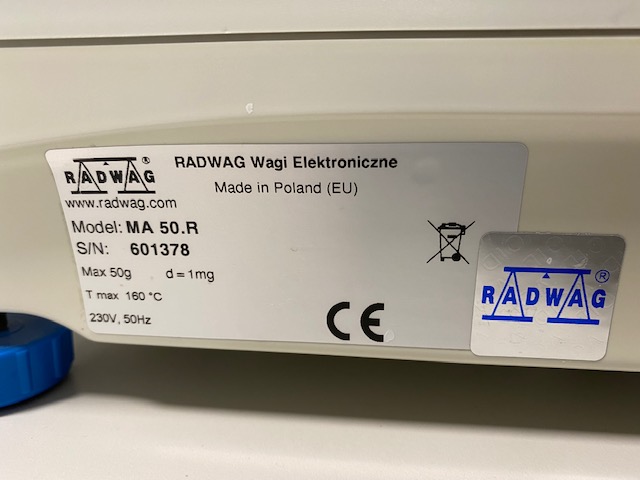 RADWAG®
www.radwag.com
RADWAG Wagi Elektroniczne
Made in Poland (EU)
Model: MA 50.R
S/N: 601378
Max 50g d=1mg
T max 160 °C
230V, 50Hz
CE
RADWAG®